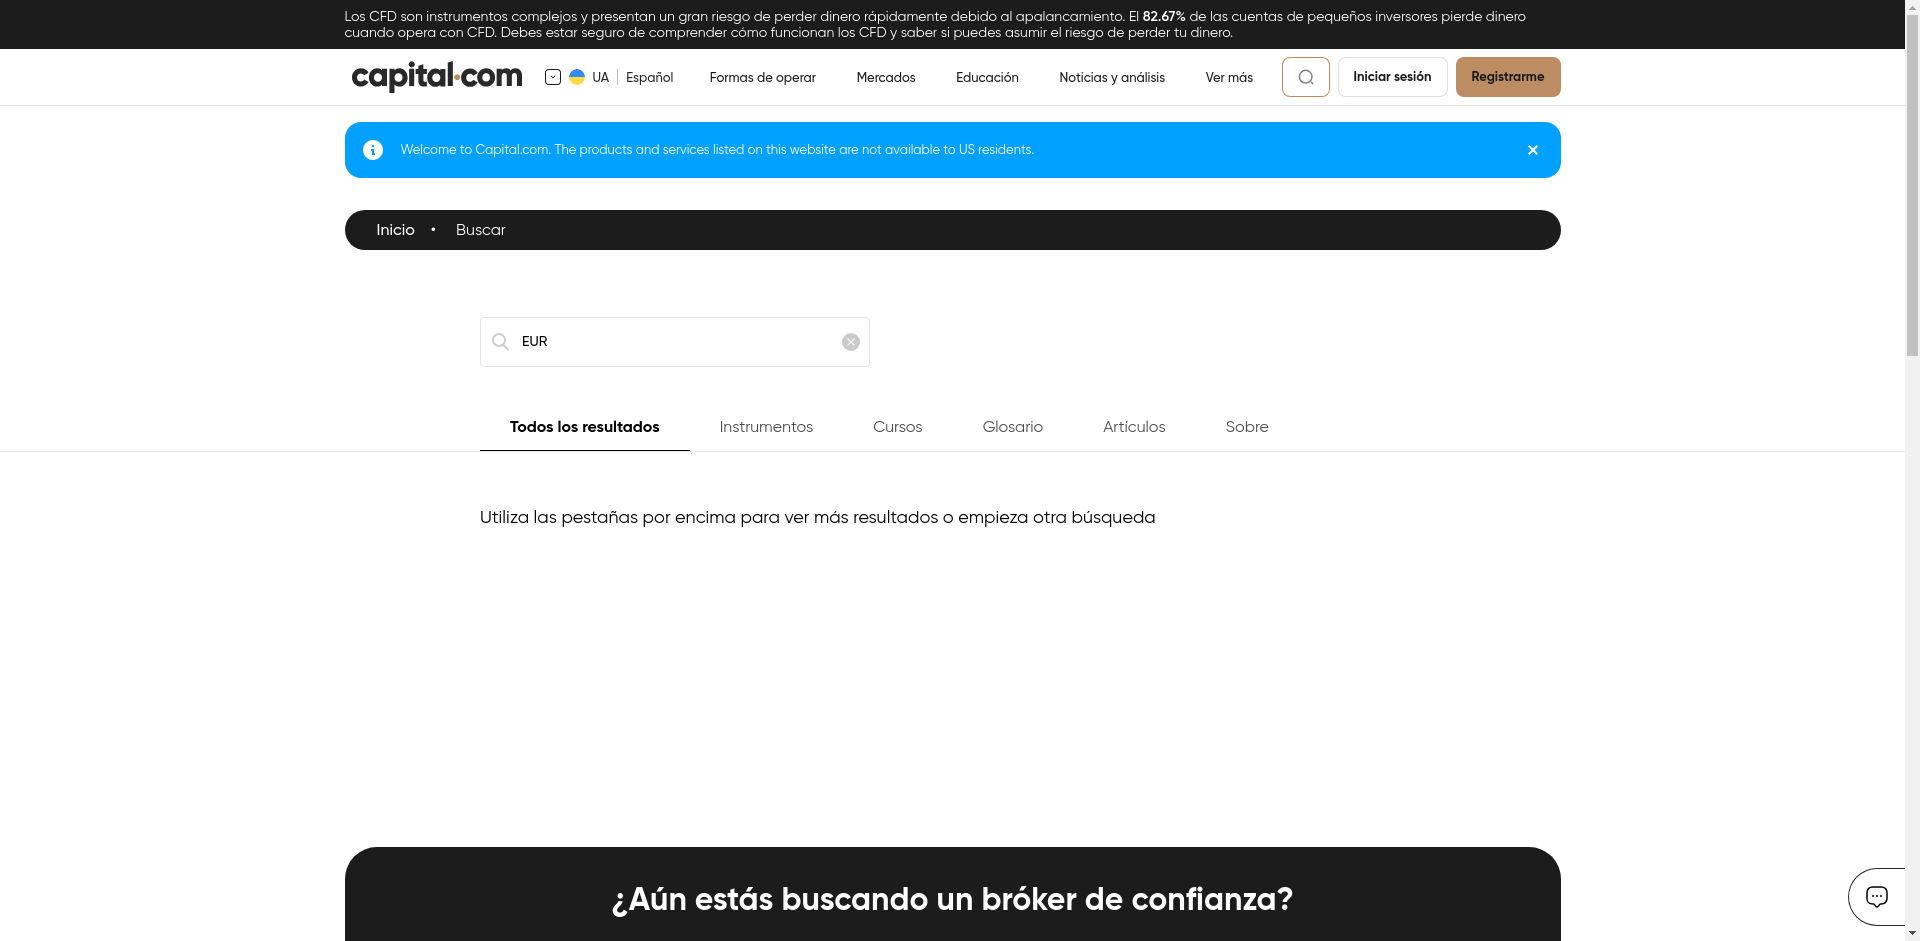 Los CFD son instrumentos complejos y presentan un gran riesgo de perder dinero rápidamente debido al apalancamiento. El 82.67% de las cuentas de pequeños inversores pierde dinero
cuando opera con CFD. Debes estar seguro de comprender cómo funcionan los CFD y saber si puedes asumir el riesgo de perder tu dinero.
capital.com UA Español Formas de operar Mercados Educación Noticias y análisis Ver más Iniciar sesión Registrarme
Welcome to Capital.com. The products and services listed on this website are not available to US residents.
Inicio • Buscar
EUR
Todos los resultados Instrumentos Cursos Glosario Artículos Sobre
Utiliza las pestañas por encima para ver más resultados o empieza otra búsqueda
¿Aún estás buscando un bróker de confianza?